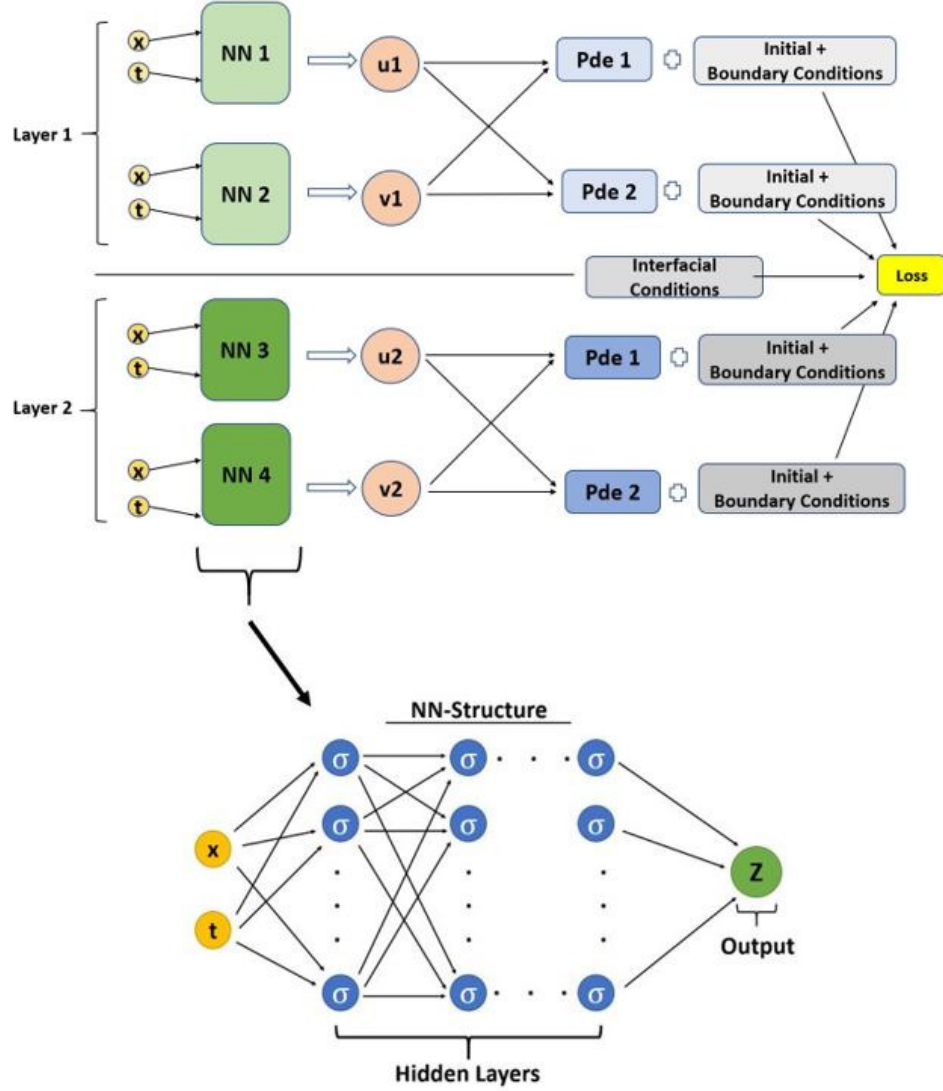 x
t
NN 1
u1
Pde 1
Initial +
Boundary Conditions
Layer 1
x
t
NN 2
v1
Pde 2
Initial +
Boundary Conditions
Interfacial
Conditions
Loss
x
t
NN 3
u2
Pde 1
Initial +
Boundary Conditions
Layer 2
x
t
NN 4
v2
Pde 2
Initial +
Boundary Conditions
NN-Structure
σ
σ
σ
σ
σ
σ
x
t
Z
Output
σ
σ
σ
Hidden Layers